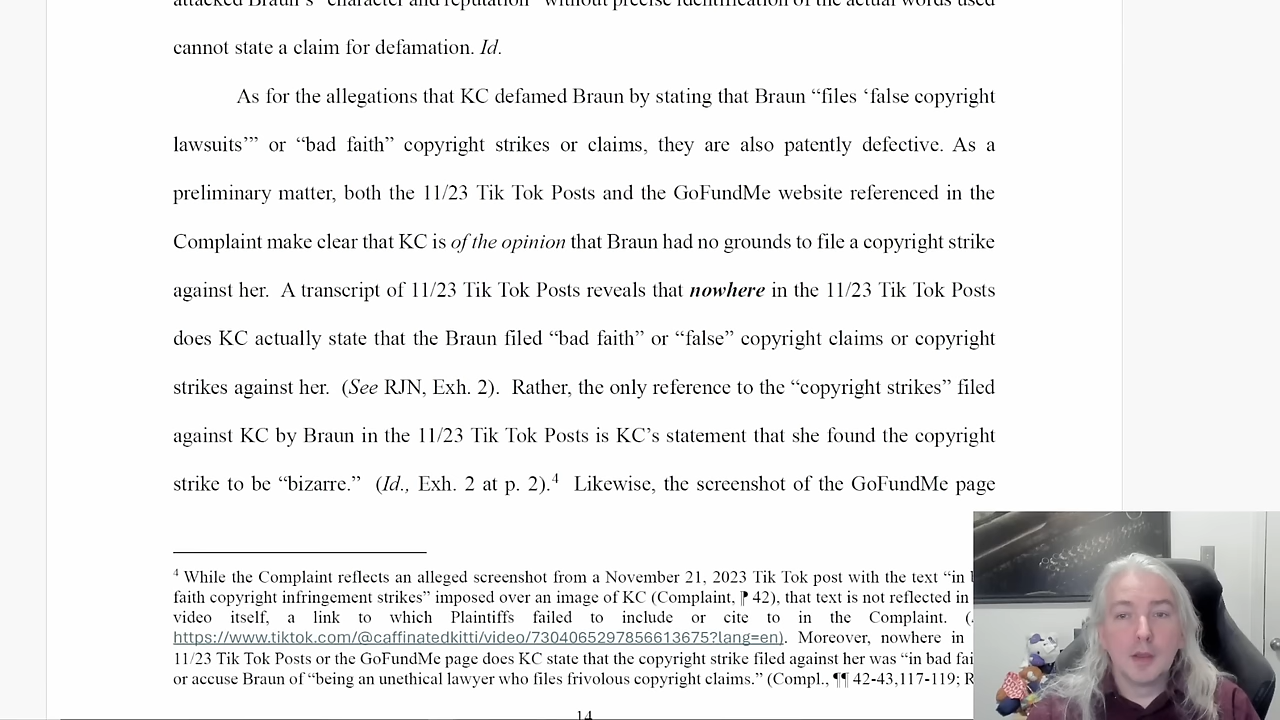 attacked Braun's "character and reputation" without precise identification of the actual words used
cannot state a claim for defamation. Id.
As for the allegations that KC defamed Braun by stating that Braun “files ‘false copyright
lawsuits’” or “bad faith” copyright strikes or claims, they are also patently defective. As a
preliminary matter, both the 11/23 Tik Tok Posts and the GoFundMe website referenced in the
Complaint make clear that KC is of the opinion that Braun had no grounds to file a copyright strike
against her. A transcript of 11/23 Tik Tok Posts reveals that nowhere in the 11/23 Tik Tok Posts
does KC actually state that the Braun filed “bad faith” or “false” copyright claims or copyright
strikes against her. (See RJN, Exh. 2). Rather, the only reference to the “copyright strikes” filed
against KC by Braun in the 11/23 Tik Tok Posts is KC’s statement that she found the copyright
strike to be “bizarre.” (Id., Exh. 2 at p. 2).4 Likewise, the screenshot of the GoFundMe page
4 While the Complaint reflects an alleged screenshot from a November 21, 2023 Tik Tok post with the text “in
faith copyright infringement strikes” imposed over an image of KC (Complaint, ¶ 42), that text is not reflected in
video itself, a link to which Plaintiffs failed to include or cite to in the Complaint.
https://www.tiktok.com/@caffinatedkitti/video/7304065297856613675?lang=en). Moreover, nowhere in
11/23 Tik Tok Posts or the GoFundMe page does KC state that the copyright strike filed against her was “in bad fai
or accuse Braun of “being an unethical lawyer who files frivolous copyright claims.” (Compl., ¶¶ 42-43,117-119; R
14